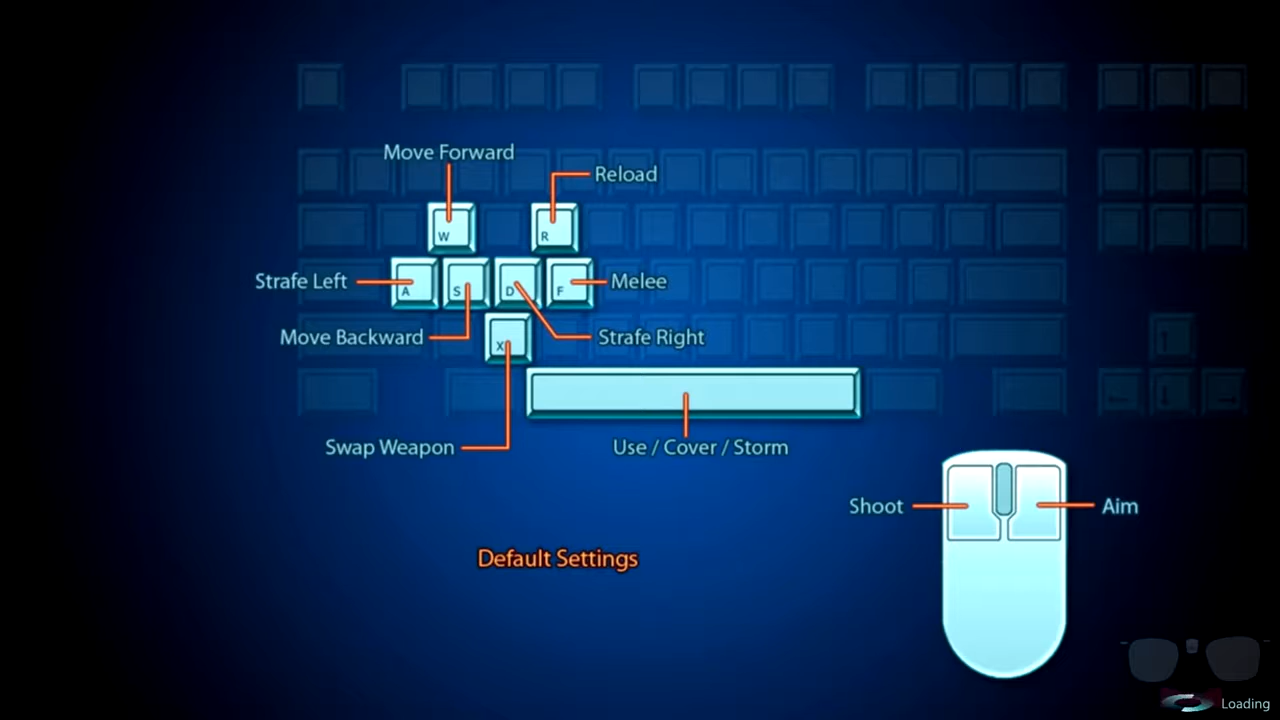 Move Forward
Reload
W
R
Strafe Left
A
S
D
F
Melee
Move Backward
X
Strafe Right
Swap Weapon
Use / Cover / Storm
Shoot
Aim
Default Settings
Loading